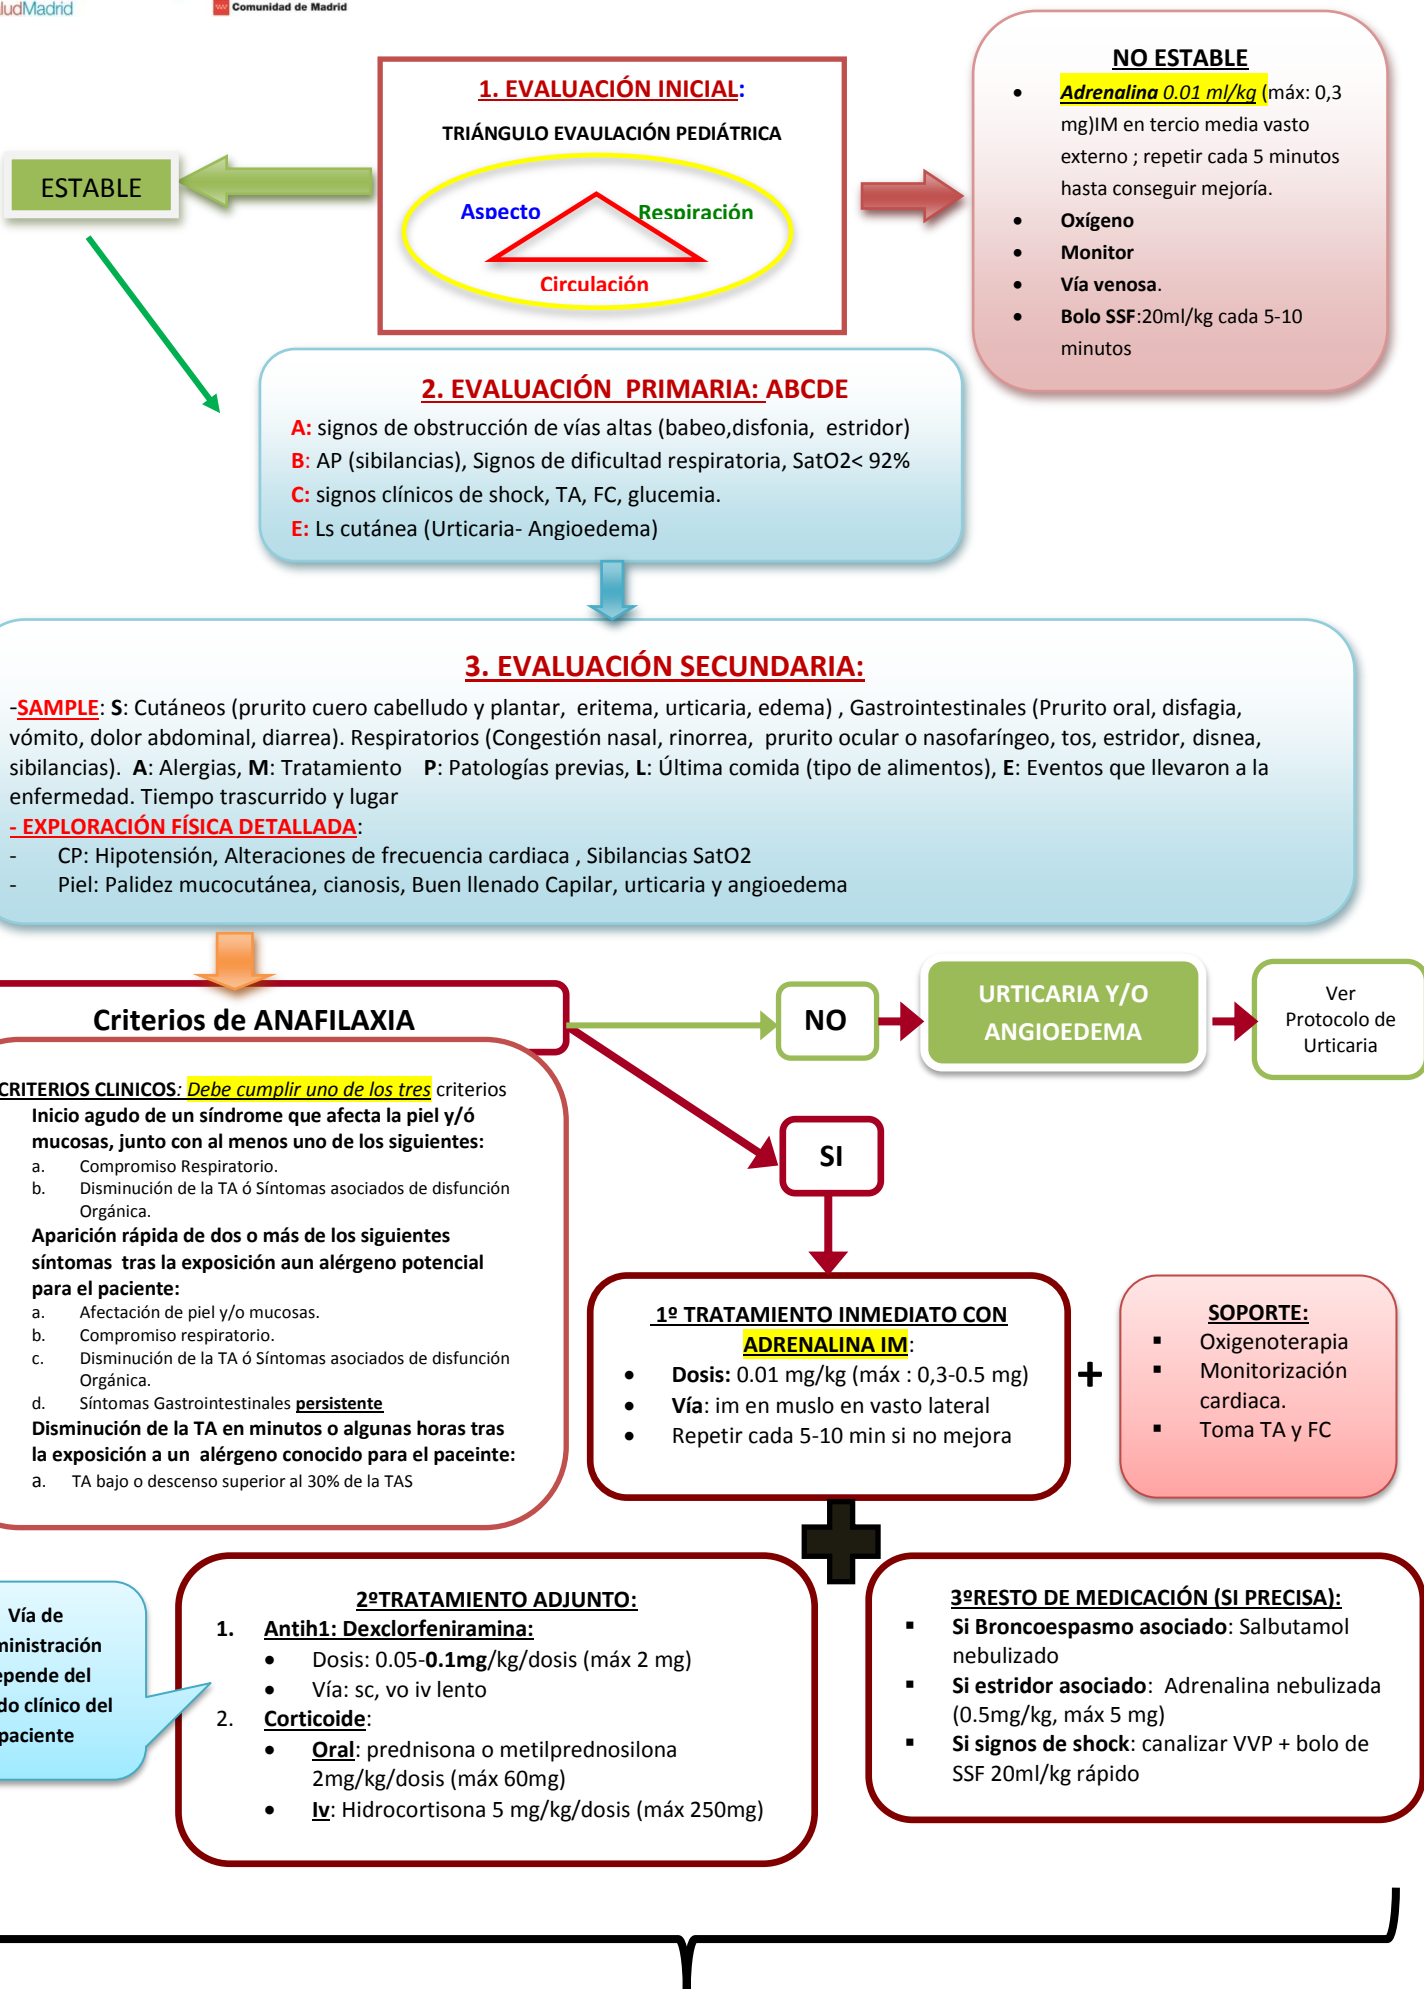 Comunidad de Madrid
1. EVALUACIÓN INICIAL:
TRIÁNGULO EVAULACIÓN PEDIÁTRICA
Aspecto
Respiración
Circulación
ESTABLE
NO ESTABLE
• Adrenalina 0.01 ml/kg (máx: 0,3
mg)IM en tercio media vasto
externo ; repetir cada 5 minutos
hasta conseguir mejoría.
• Oxígeno
• Monitor
• Vía venosa.
• Bolo SSF:20ml/kg cada 5-10
minutos
2. EVALUACIÓN PRIMARIA: ABCDE
A: signos de obstrucción de vías altas (babeo,disfonia, estridor)
B: AP (sibilancias), Signos de dificultad respiratoria, SatO2< 92%
C: signos clínicos de shock, TA, FC, glucemia.
E: Ls cutánea (Urticaria- Angioedema)
3. EVALUACIÓN SECUNDARIA:
-SAMPLE: S: Cutáneos (prurito cuero cabelludo y plantar, eritema, urticaria, edema) , Gastrointestinales (Prurito oral, disfagia,
vómito, dolor abdominal, diarrea). Respiratorios (Congestión nasal, rinorrea, prurito ocular o nasofaríngeo, tos, estridor, disnea,
sibilancias). A: Alergias, M: Tratamiento P: Patologías previas, L: Última comida (tipo de alimentos), E: Eventos que llevaron a la
enfermedad. Tiempo trascurrido y lugar
- EXPLORACIÓN FÍSICA DETALLADA:
- CP: Hipotensión, Alteraciones de frecuencia cardiaca , Sibilancias SatO2
- Piel: Palidez mucocutánea, cianosis, Buen llenado Capilar, urticaria y angioedema
Criterios de ANAFILAXIA
NO
URTICARIA Y/O
ANGIOEDEMA
Ver
Protocolo de
Urticaria
CRITERIOS CLINICOS: Debe cumplir uno de los tres criterios
Inicio agudo de un síndrome que afecta la piel y/ó
mucosas, junto con al menos uno de los siguientes:
a. Compromiso Respiratorio.
b. Disminución de la TA ó Síntomas asociados de disfunción
Orgánica.
Aparición rápida de dos o más de los siguientes
síntomas tras la exposición aun alérgeno potencial
para el paciente:
a. Afectación de piel y/o mucosas.
b. Compromiso respiratorio.
c. Disminución de la TA ó Síntomas asociados de disfunción
Orgánica.
d. Síntomas Gastrointestinales persistente
Disminución de la TA en minutos o algunas horas tras
la exposición a un alérgeno conocido para el paceinte:
a. TA bajo o descenso superior al 30% de la TAS
SI
1º TRATAMIENTO INMEDIATO CON
ADRENALINA IM:
• Dosis: 0.01 mg/kg (máx : 0,3-0.5 mg)
• Vía: im en muslo en vasto lateral
• Repetir cada 5-10 min si no mejora
+
SOPORTE:
▪ Oxigenoterapia
▪ Monitorización
cardiaca.
▪ Toma TA y FC
Vía de
ministración
epende del
do clínico del
paciente
2ºTRATAMIENTO ADJUNTO:
1. Antih1: Dexclorfeniramina:
• Dosis: 0.05-0.1mg/kg/dosis (máx 2 mg)
• Vía: sc, vo iv lento
2. Corticoide:
• Oral: prednisona o metilprednosilona
2mg/kg/dosis (máx 60mg)
• Iv: Hidrocortisona 5 mg/kg/dosis (máx 250mg)
3ºRESTO DE MEDICACIÓN (SI PRECISA):
▪ Si Broncoespasmo asociado: Salbutamol
nebulizado
▪ Si estridor asociado: Adrenalina nebulizada
(0.5mg/kg, máx 5 mg)
▪ Si signos de shock: canalizar VVP + bolo de
SSF 20ml/kg rápido